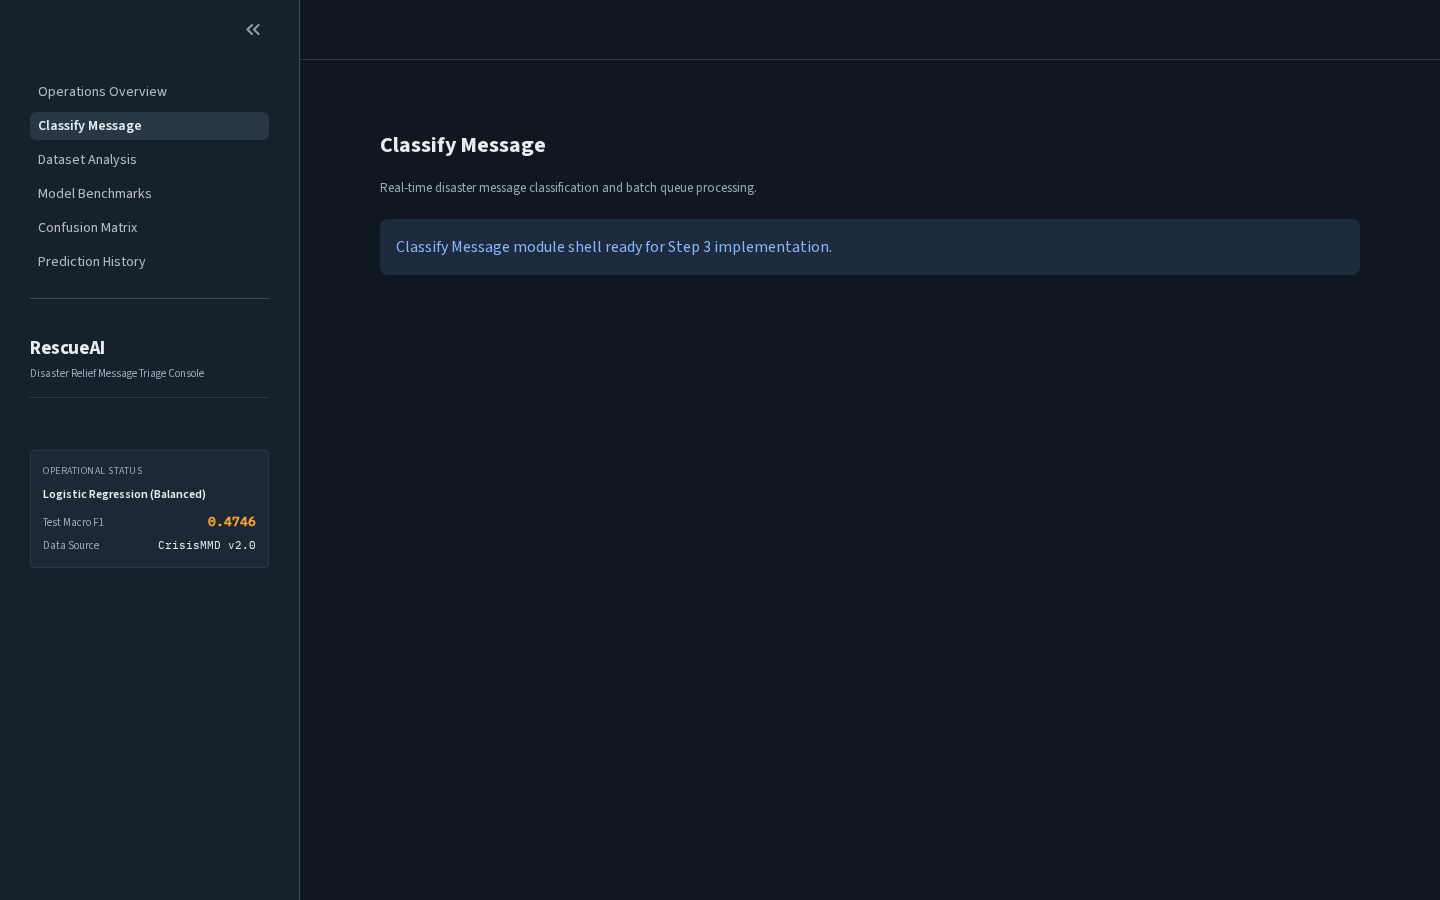 Operations Overview
Classify Message
Dataset Analysis
Model Benchmarks
Confusion Matrix
Prediction History
RescueAI
Disaster Relief Message Triage Console
OPERATIONAL STATUS
Logistic Regression (Balanced)
Test Macro F1 0.4746
Data Source CrisisMMD v2.0
Classify Message
Real-time disaster message classification and batch queue processing.
Classify Message module shell ready for Step 3 implementation.